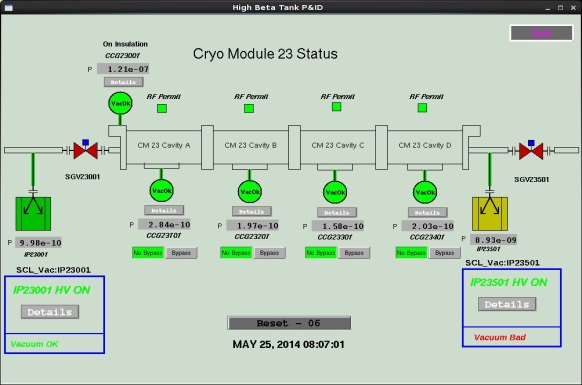 High Beta Tank P&ID
Exit
On Insulation
CCG23001
Cryo Module 23 Status
P 1.21e-07
Details
RF Permit RF Permit RF Permit RF Permit
VacOk
CM 23 Cavity A CM 23 Cavity B CM 23 Cavity C CM 23 Cavity D
SGV23001
SGV23501
VacOk VacOk VacOk VacOk
Details Details Details Details
P 2.84e-10 P 1.97e-10 P 1.58e-10 P 2.03e-10
CCG23101 CCG23201 CCG23301 CCG23401
P 9.98e-10
IP23001
P 8.93e-09
IP23501
No Bypass Bypass No Bypass Bypass No Bypass Bypass No Bypass Bypass
SCL_Vac:IP23001
SCL_Vac:IP23501
IP23001 HV ON
Details
Vacuum OK
IP23501 HV ON
Details
Vacuum Bad
Reset - 06
MAY 25, 2014 08:07:01